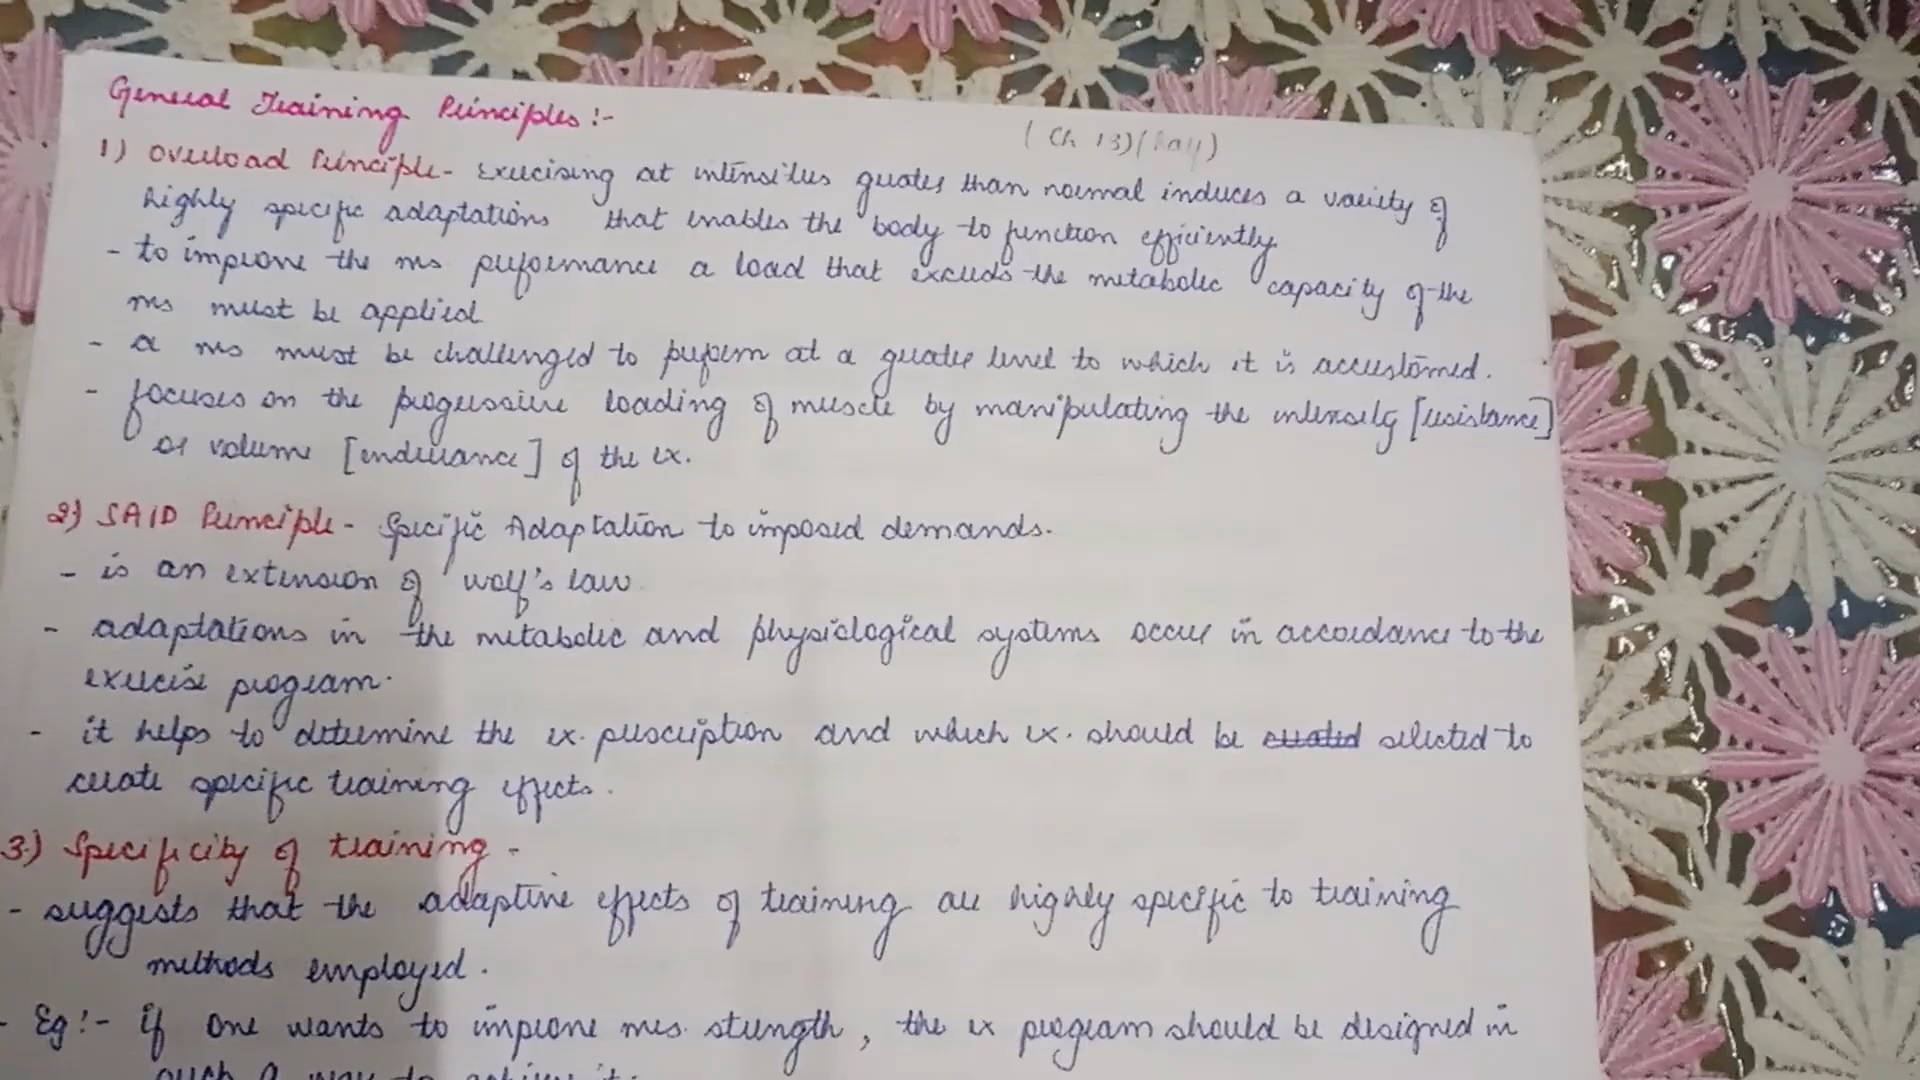 General Training Principles :-
( Ch 13) (Ray)
1) Overload Principle - Exercising at intensities greater than normal induces a variety of
highly specific adaptations that enables the body to function efficiently
- to improve the ms performance a load that exceeds the metabolic capacity of the
ms must be applied
- a ms must be challenged to perform at a greater level to which it is accustomed.
- focuses on the progressive loading of muscle by manipulating the intensity [resistance]
or volume [endurance] of the ex.
2) SAID Principle - Specific Adaptation to imposed demands.
- is an extension of wolf's law
- adaptations in the metabolic and physiological systems occur in accordance to the
exercise program.
- it helps to determine the ex. prescription and which ex. should be created selected to
create specific training effects.
3.) Specificity of training -
- suggests that the adaptive effects of training are highly specific to training
methods employed.
- Eg :- if one wants to improve mus. strength, the ex program should be designed in
such a way to achieve it.